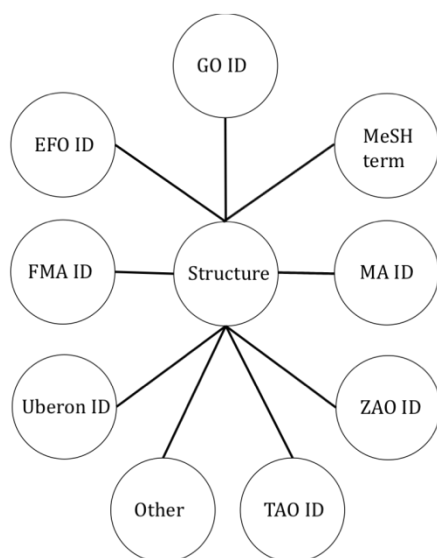 GO ID
EFO ID
MeSH
term
FMA ID
Structure
MA ID
Uberon ID
ZAO ID
Other
TAO ID